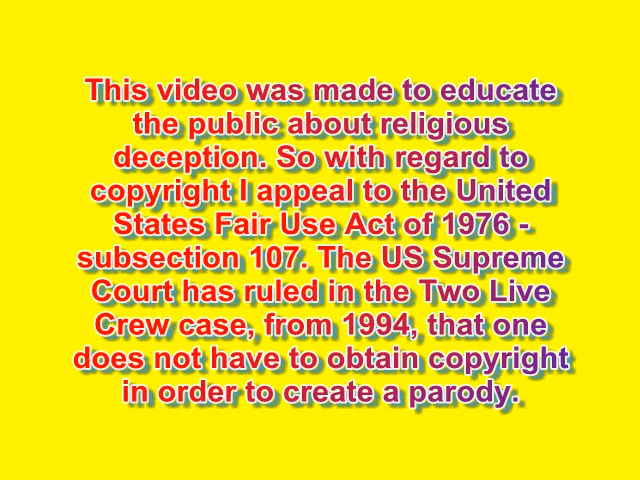 This video was made to educate
the public about religious
deception. So with regard to
copyright I appeal to the United
States Fair Use Act of 1976 -
subsection 107. The US Supreme
Court has ruled in the Two Live
Crew case, from 1994, that one
does not have to obtain copyright
in order to create a parody.